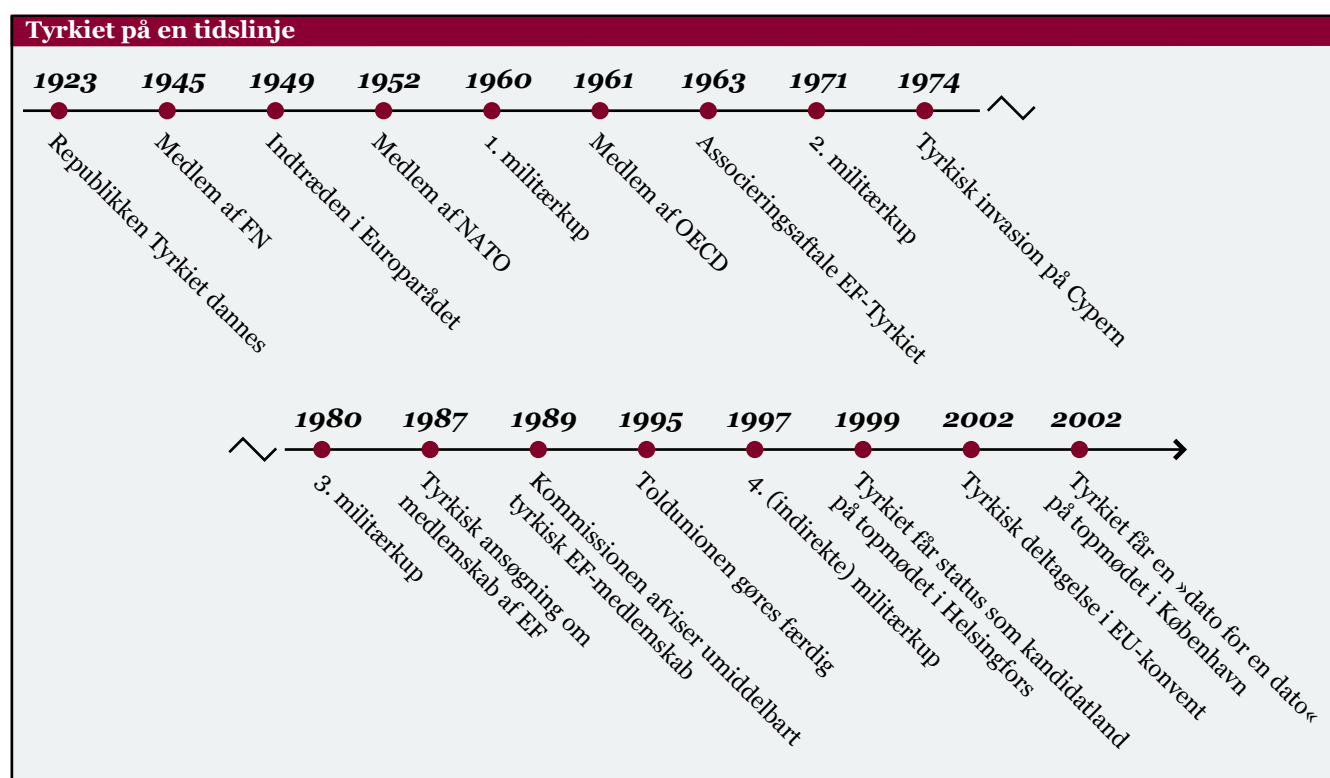 Tyrkiet på en tidslinje
1923
Republikken Tyrkiet dannes
1945
Medlem af FN
1949
Indtræden i Europarådet
1952
Medlem af NATO
1960
1. militærkup
1961
Medlem af OECD
1963
Associeringsaftale EF-Tyrkiet
1971
2. militærkup
1974
Tyrkisk invasion på Cypern
1980
3. militærkup
1987
Tyrkisk ansøgning om
medlemskab af EF
1989
Kommissionen afviser umiddelbart
tyrkisk EF-medlemskab
1995
Toldunionen gøres færdig
1997
4. (indirekte) militærkup
1999
Tyrkiet får status som kandidatland
på topmødet i Helsingfors
2002
Tyrkisk deltagelse i EU-konvent
2002
Tyrkiet får en »dato for en dato«
på topmødet i København